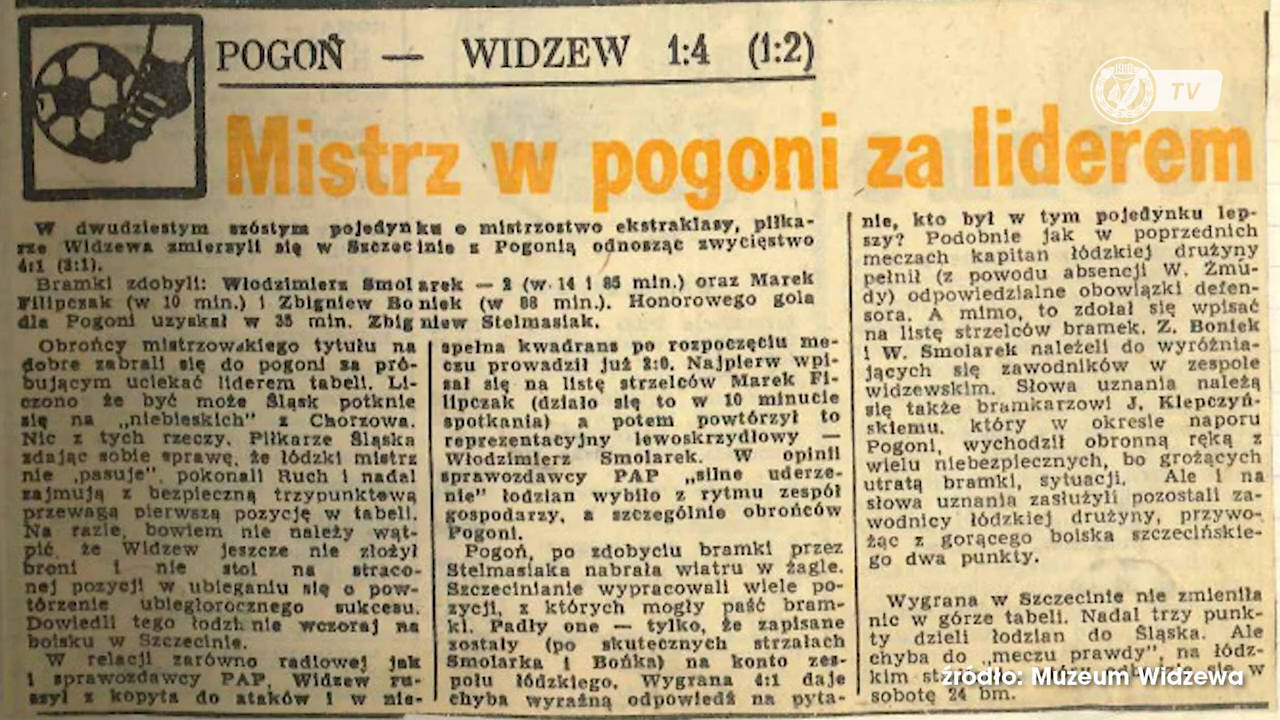 POGOŃ — WIDZEW 1:4 (1:2)
TV
Mistrz w pogoni za liderem
W dwudziestym szóstym pojedynku o mistrzostwo ekstraklasy, piłka-
rze Widzewa zmierzyli się w Szczecinie z Pogonią odnosząc zwycięstwo
4:1 (2:1).
Bramki zdobyli: Włodzimierz Smolarek — 2 (w 14 i 85 min.) oraz Marek
Filipczak (w 10 min.) i Zbigniew Boniek (w 88 min.). Honorowego gola
dla Pogoni uzyskał w 35 min. Zbigniew Stelmasiak.
Obrońcy mistrzowskiego tytułu na
dobre zabrali się do pogoni za pró-
bującym uciekać liderem tabeli. Li-
czono że być może Śląsk potknie
się na „niebieskich" z Chorzowa.
Nic z tych rzeczy. Piłkarze Śląska
zdając sobie sprawę, że łódzki mistrz
nie „pasuje", pokonali Ruch i nadal
zajmują z bezpieczną trzypunktową
przewagą pierwszą pozycję w tabeli.
Na razie, bowiem nie należy wąt-
pić, że Widzew jeszcze nie złożył
broni i nie stoi na straco-
nej pozycji w ubieganiu się o pow-
tórzenie ubiegłorocznego sukcesu.
Dowiedli tego łodzianie wczoraj na
boisku w Szczecinie.
W relacji zarówno radiowej jak
i sprawozdawcy PAP, Widzew ru-
szył z kopyta do ataków i w nie-
spełna kwadrans po rozpoczęciu me-
czu prowadził już 2:0. Najpierw wpi-
sał się na listę strzelców Marek Fi-
lipczak (działo się to w 10 minucie
spotkania) a potem powtórzył to
reprezentacyjny lewoskrzydłowy —
Włodzimierz Smolarek. W opinii
sprawozdawcy PAP „silne uderze-
nie" łodzian wybiło z rytmu zespół
gospodarzy, a szczególnie obrońców
Pogoni.
Pogoń, po zdobyciu bramki przez
Stelmasiaka nabrała wiatru w żagle.
Szczecinianie wypracowali wiele po-
zycji, z których mogły paść bram-
ki. Padły one — tylko, że zapisane
zostały (po skutecznych strzałach
Smolarka i Bońka) na konto zes-
połu łódzkiego. Wygrana 4:1 daje
chyba wyraźną odpowiedź na pyta-
nie, kto był w tym pojedynku lep-
szy? Podobnie jak w poprzednich
meczach kapitan łódzkiej drużyny
pełnił (z powodu absencji W. Żmu-
dy) odpowiedzialne obowiązki defen-
sora. A mimo, to zdołał się wpisać
na listę strzelców bramek. Z. Boniek
i W. Smolarek należeli do wyróżnia-
jących się zawodników w zespole
widzewskim. Słowa uznania należą
się także bramkarzowi J. Klepczyń-
skiemu, który w okresie naporu
Pogoni, wychodził obronną ręką z
wielu niebezpiecznych, bo grożących
utratą bramki, sytuacji. Ale i na
słowa uznania zasłużyli pozostali za-
wodnicy łódzkiej drużyny, przywo-
żąc z gorącego boiska szczecińskie-
go dwa punkty.
Wygrana w Szczecinie nie zmieniła
nic w górze tabeli. Nadal trzy punk-
ty dzieli łodzian do Śląska. Ale
chyba do „meczu prawdy", na łódz-
kim w
sobotę 24 bm.
źródło: Muzeum Widzewa